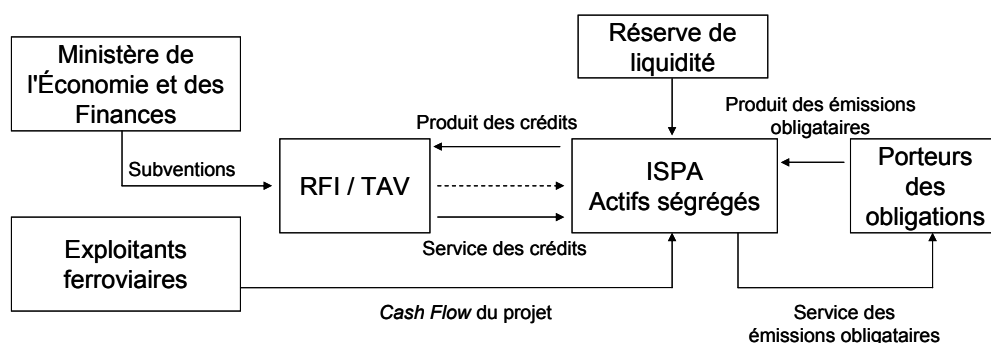 Ministère de
l'Économie et des
Finances
Réserve de
liquidité
Produit des crédits
Produit des émissions
obligataires
Subventions
RFI / TAV
ISPA
Actifs ségrégés
Porteurs
des
obligations
Service des crédits
Exploitants
ferroviaires
Cash Flow du projet
Service des
émissions obligataires